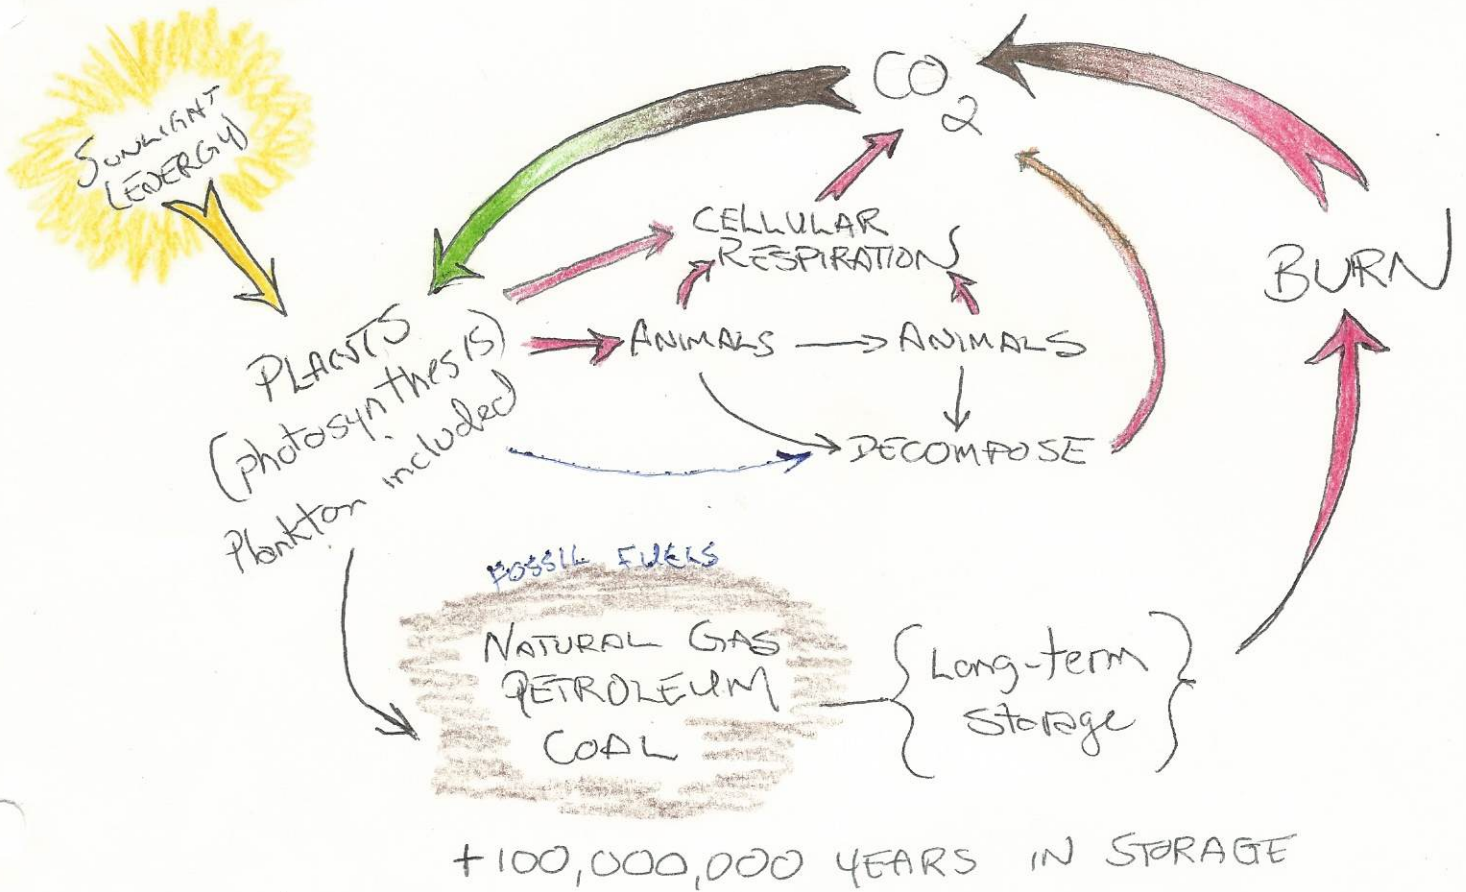 SUNLIGHT
(ENERGY)
CO2
CELLULAR
RESPIRATION
BURN
PLANTS
(photosynthesis)
Plankton included
ANIMALS
ANIMALS
DECOMPOSE
FOSSIL FUELS
NATURAL GAS
PETROLEUM
COAL
{Long-term
storage}
+100,000,000 YEARS IN STORAGE